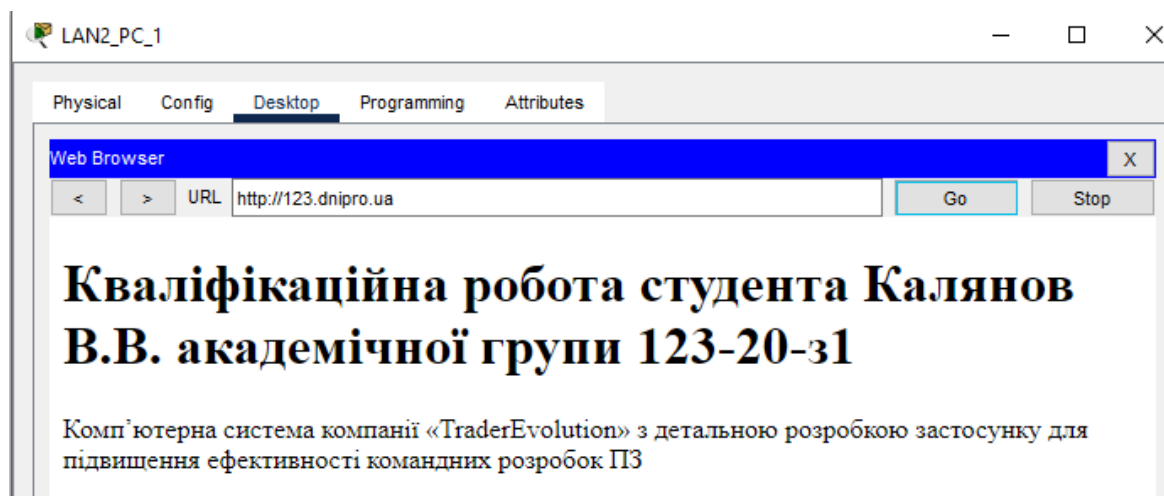 LAN2_PC_1
Physical Config Desktop Programming Attributes
Web Browser X
< > URL http://123.dnipro.ua Go Stop
Кваліфікаційна робота студента Калянов
В.В. академічної групи 123-20-з1
Комп’ютерна система компанії «TraderEvolution» з детальною розробкою застосунку для
підвищення ефективності командних розробок ПЗ